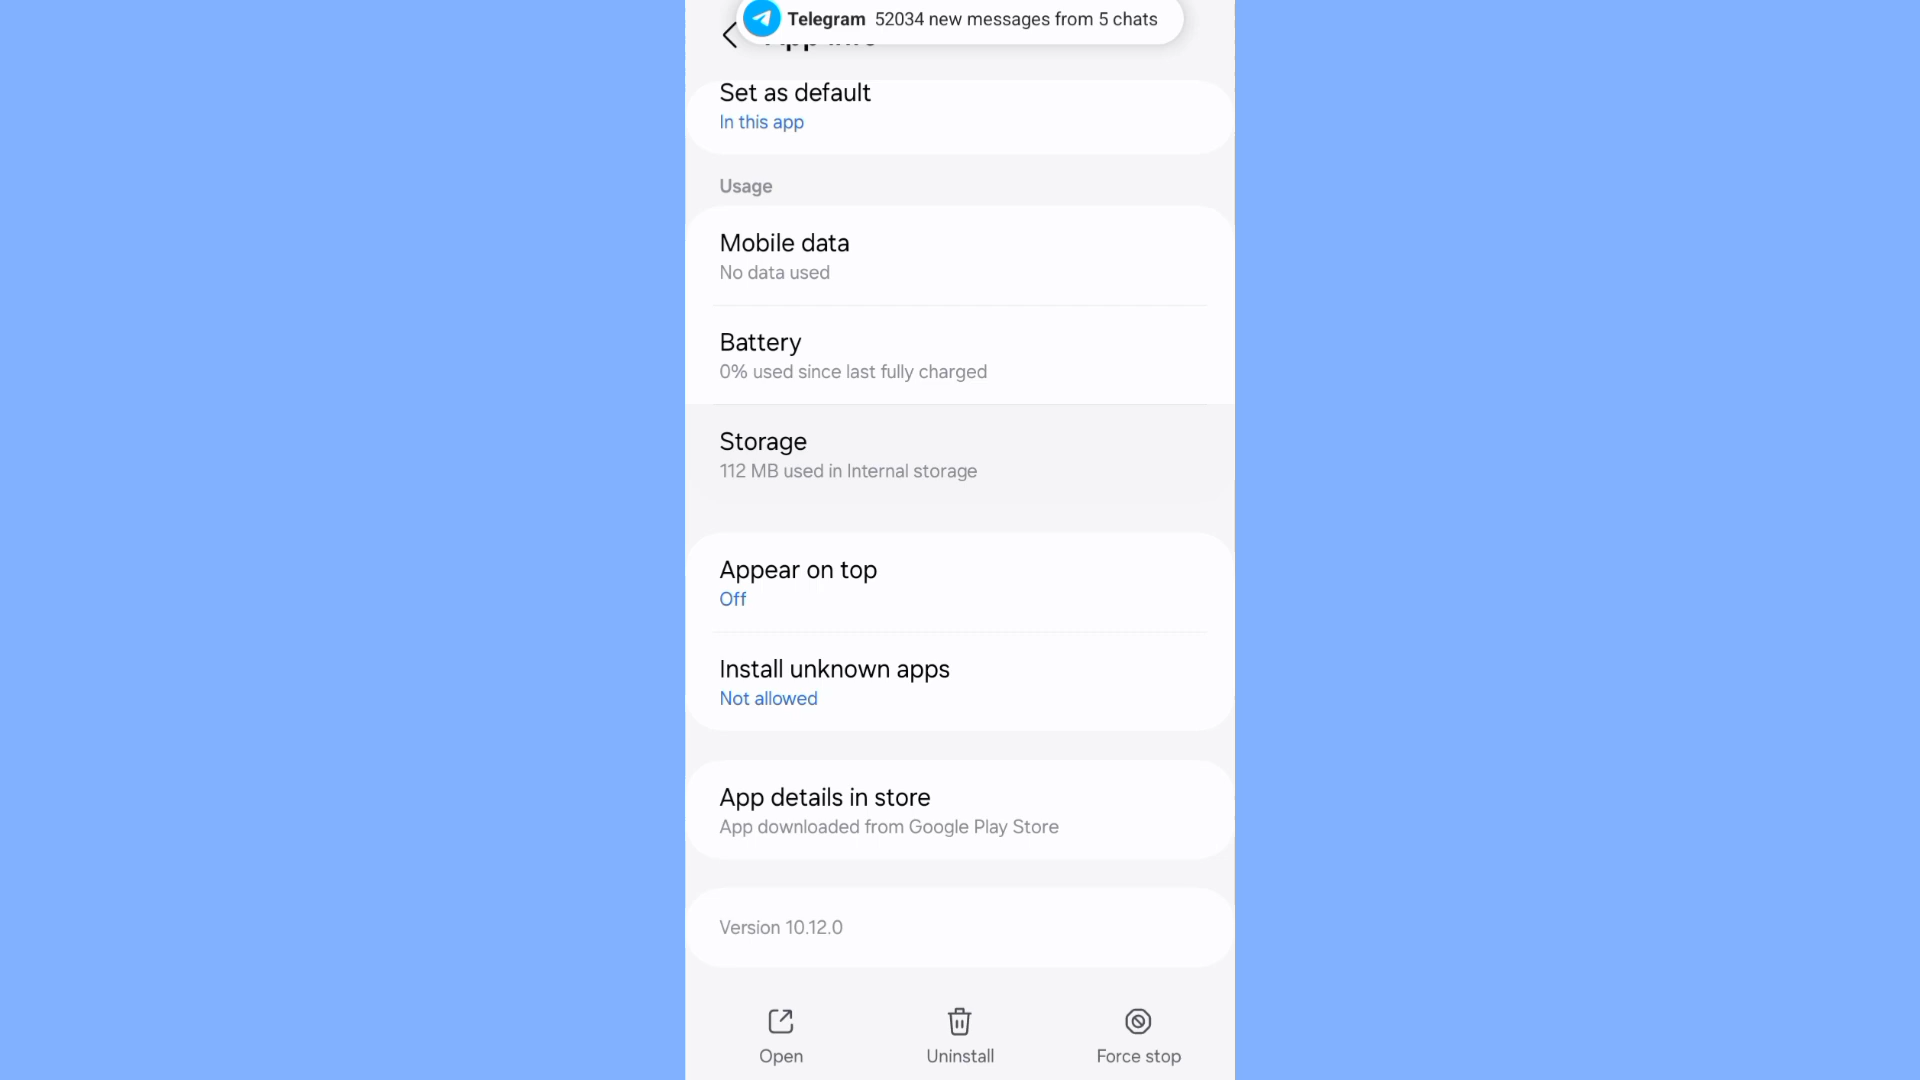 Telegram 52034 new messages from 5 chats
Set as default
In this app
Usage
Mobile data
No data used
Battery
0% used since last fully charged
Storage
112 MB used in Internal storage
Appear on top
Off
Install unknown apps
Not allowed
App details in store
App downloaded from Google Play Store
Version 10.12.0
Open
Uninstall
Force stop